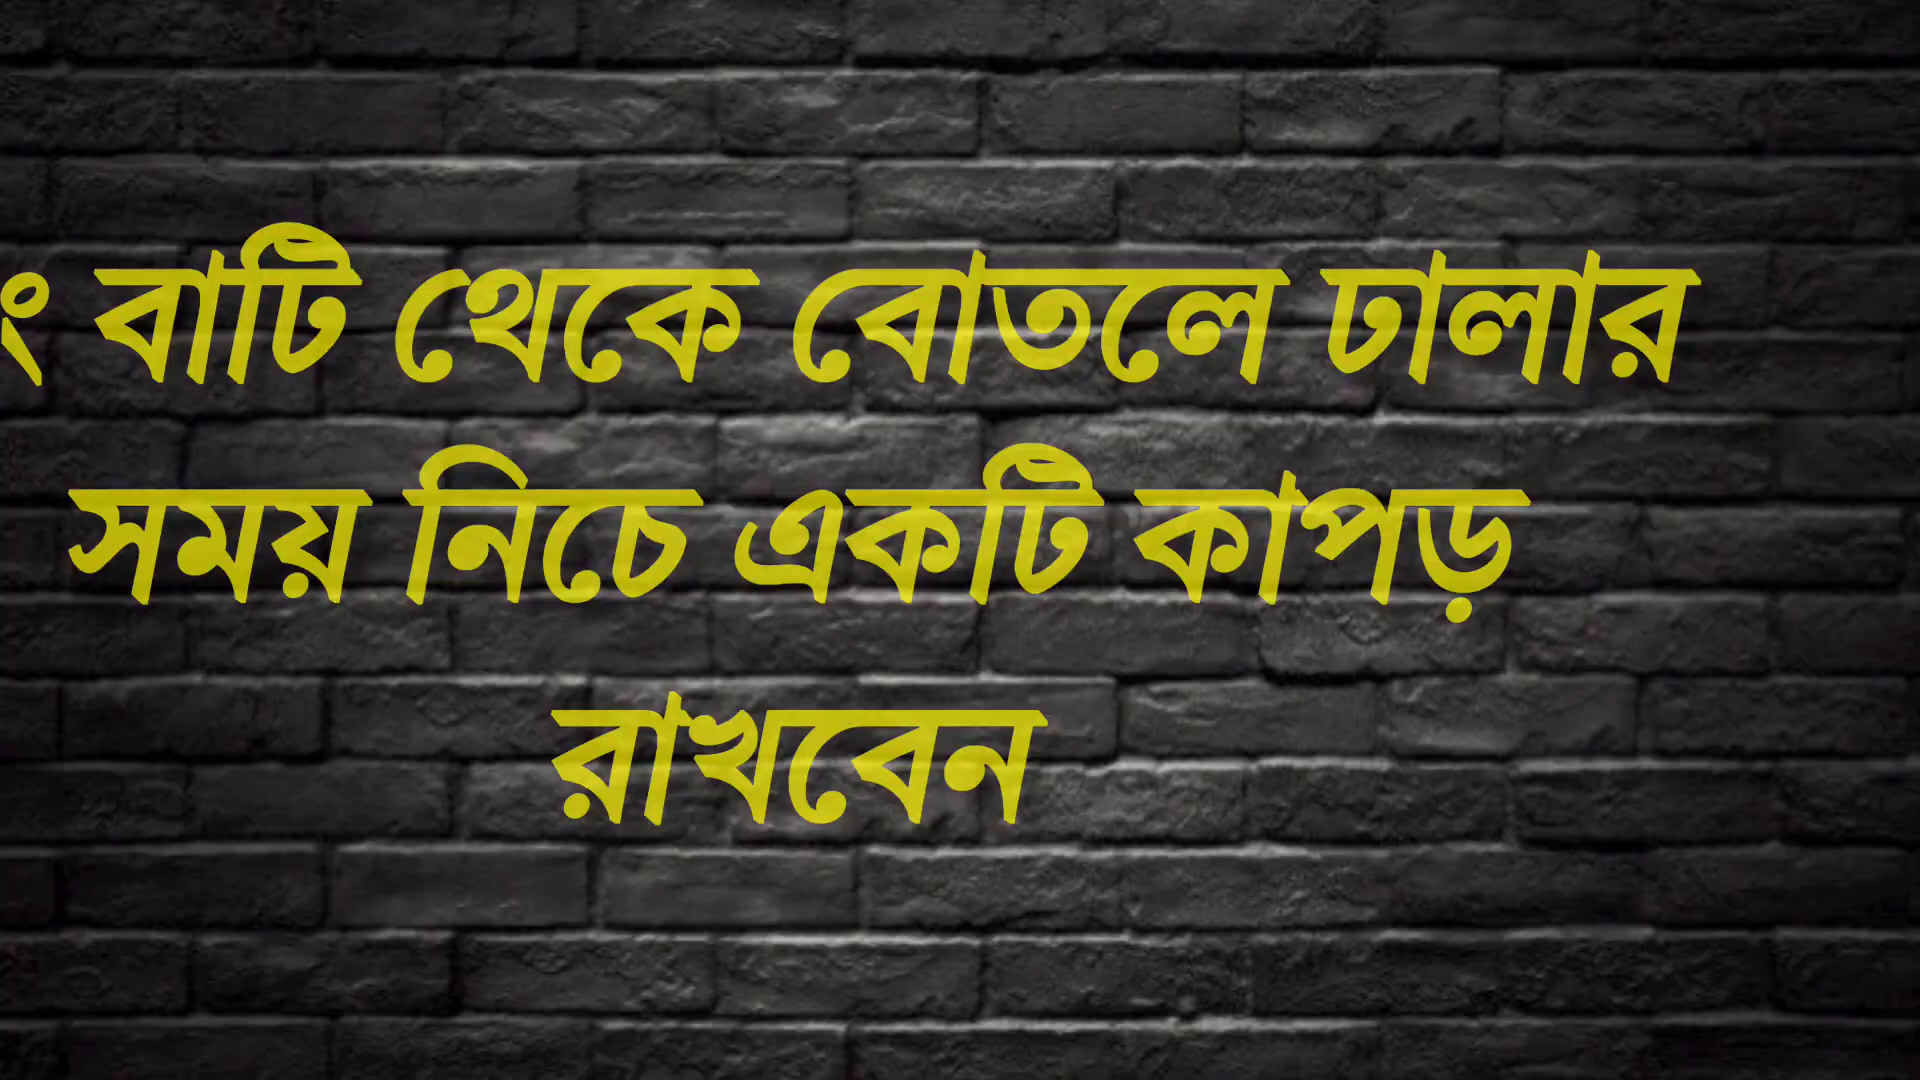 ং বাটি থেকে বোতলে ঢালার
সময় নিচে একটি কাপড়
রাখবেন